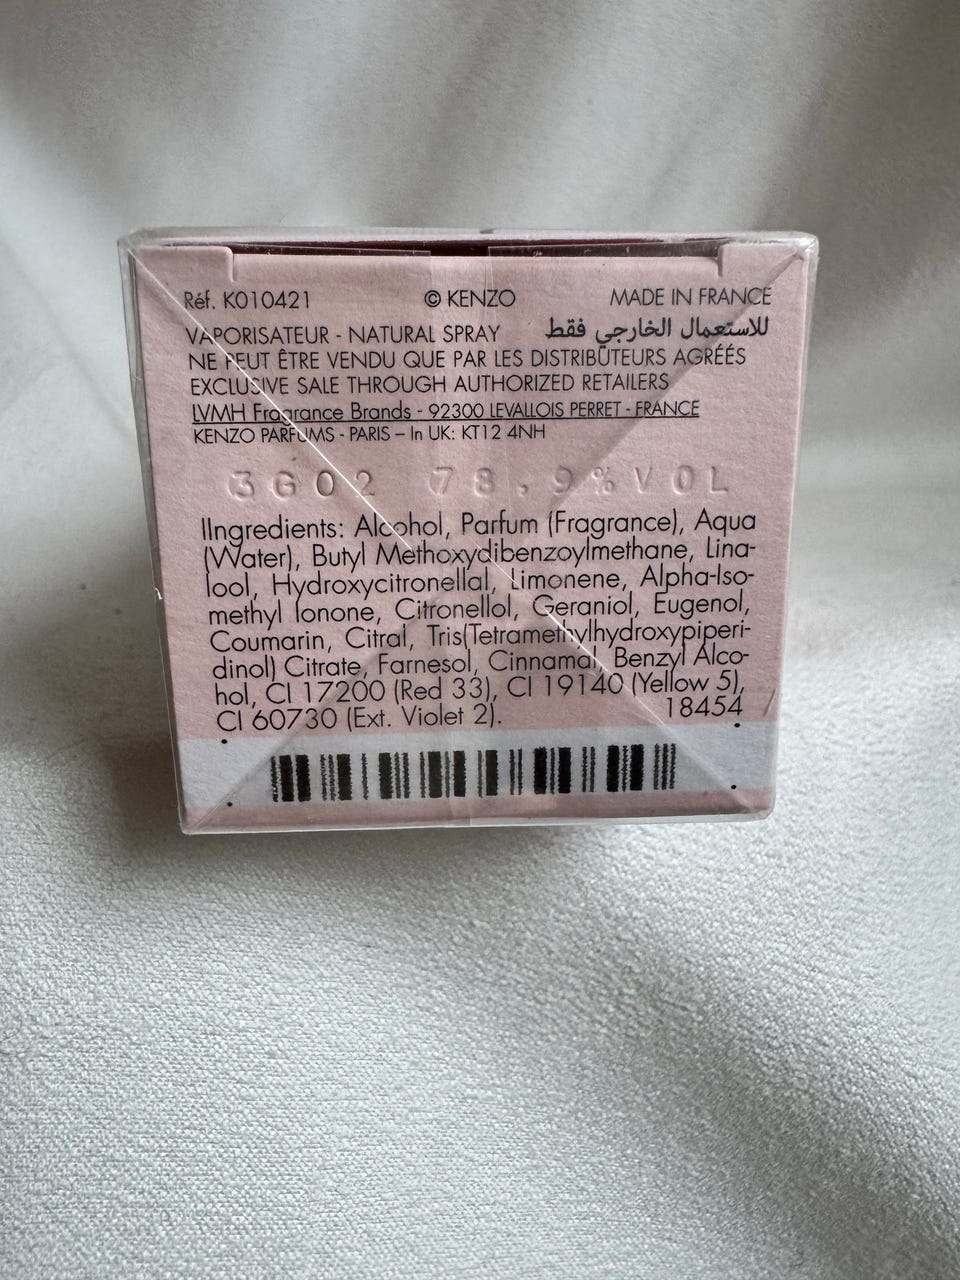 Réf. K010421 © KENZO MADE IN FRANCE
VAPORISATEUR - NATURAL SPRAY للاستعمال الخارجي فقط
NE PEUT ÊTRE VENDU QUE PAR LES DISTRIBUTEURS AGRÉÉS
EXCLUSIVE SALE THROUGH AUTHORIZED RETAILERS
LVMH Fragrance Brands - 92300 LEVALLOIS PERRET - FRANCE
KENZO PARFUMS - PARIS – In UK: KT12 4NH
3G02 78,9%VOL
IIngredients: Alcohol, Parfum (Fragrance), Aqua
(Water), Butyl Methoxydibenzoylmethane, Lina-
lool, Hydroxycitronellal, Limonene, Alpha-Iso-
methyl Ionone, Citronellol, Geraniol, Eugenol,
Coumarin, Citral, Tris(Tetramethylhydroxypiperi-
dinol) Citrate, Farnesol, Cinnamal, Benzyl Alco-
hol, CI 17200 (Red 33), CI 19140 (Yellow 5),
CI 60730 (Ext. Violet 2). 18454